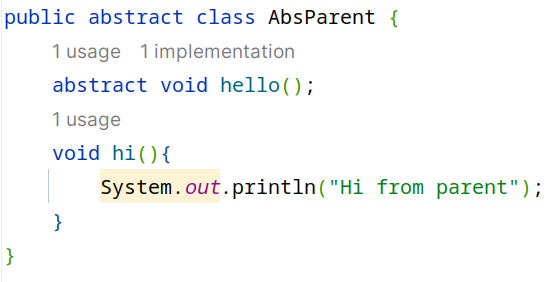 public abstract class AbsParent {
1 usage   1 implementation
abstract void hello();
1 usage
void hi(){
System.out.println("Hi from parent");
}
}